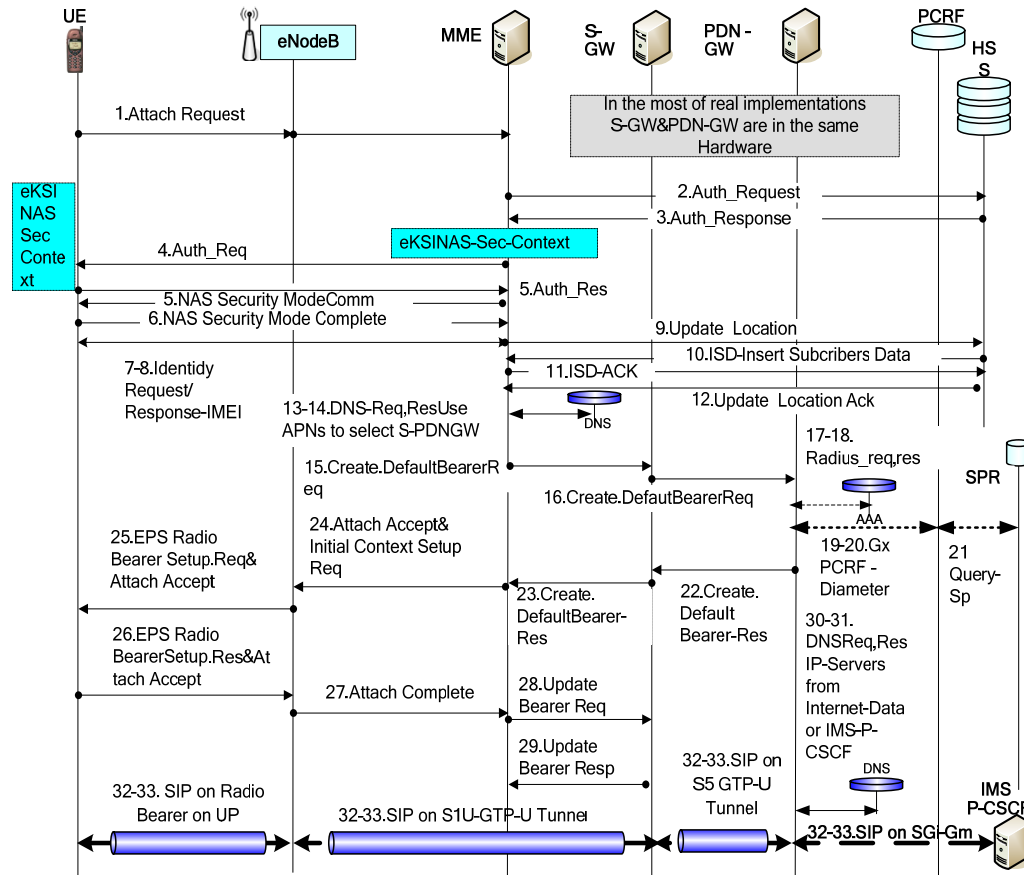 UE
eNodeB
MME
S-
GW
PDN -
GW
PCRF
HS
S
1.Attach Request
In the most of real implementations
S-GW&PDN-GW are in the same
Hardware
eKSI
NAS
Sec
Conte
xt
2.Auth_Request
3.Auth_Response
eKSINAS-Sec-Context
4.Auth_Req
5.Auth_Res
5.NAS Security ModeComm
6.NAS Security Mode Complete
9.Update Location
10.ISD-Insert Subcribers Data
7-8.Identidy
Request/
Response-IMEI
11.ISD-ACK
12.Update Location Ack
13-14.DNS-Req,ResUse
APNs to select S-PDNGW
DNS
17-18.
Radius_req,res
15.Create.DefaultBearerR
eq
16.Create.DefautBearerReq
SPR
AAA
25.EPS Radio
Bearer Setup.Req&
Attach Accept
24.Attach Accept&
Initial Context Setup
Req
19-20.Gx
PCRF -
Diameter
21
Query-
Sp
23.Create.
DefaultBearer-
Res
22.Create.
Default
Bearer-Res
26.EPS Radio
BearerSetup.Res&At
tach Accept
30-31.
DNSReq,Res
IP-Servers
from
Internet-Data
or IMS-P-
CSCF
27.Attach Complete
28.Update
Bearer Req
29.Update
Bearer Resp
DNS
32-33. SIP on Radio
Bearer on UP
32-33.SIP on S1U-GTP-U Tunnel
32-33.SIP on
S5 GTP-U
Tunnel
32-33.SIP on SGi-Gm
IMS
P-CSCF